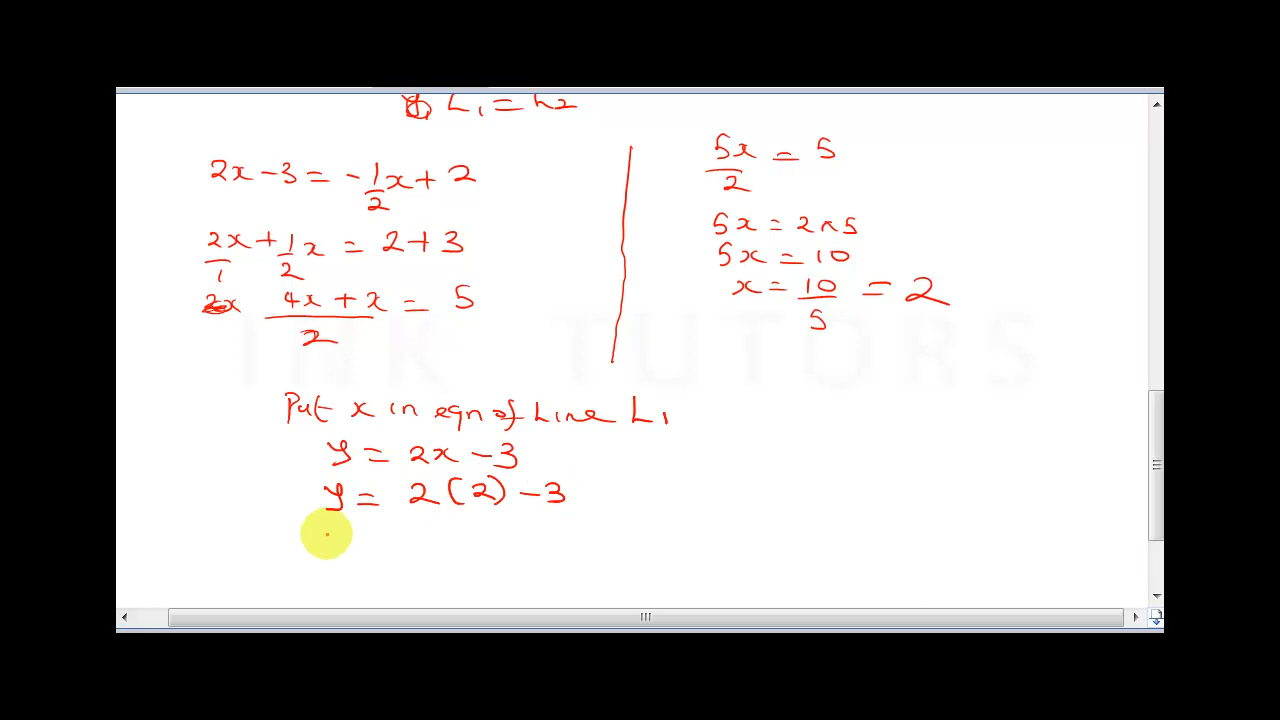 L₁ = L₂
2x - 3 = -1/2 x + 2
2x/1 + 1/2 x = 2 + 3
(4x + x)/2 = 5
5x/2 = 5
5x = 2 × 5
5x = 10
x = 10/5 = 2
INK TUTORS
Put x in eqn of Line L₁
y = 2x - 3
y = 2(2) - 3